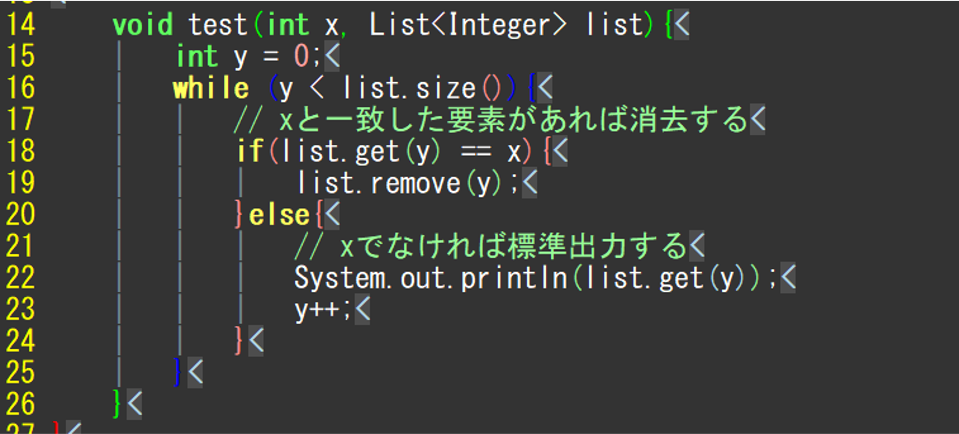 14 void test(int x, List<Integer> list){<
15 int y = 0;<
16 while (y < list.size()){<
17 // xと一致した要素があれば消去する<
18 if(list.get(y) == x){<
19 list.remove(y);<
20 }else{<
21 // xでなければ標準出力する<
22 System.out.println(list.get(y));<
23 y++;<
24 }<
25 }<
26 }<
27 }<